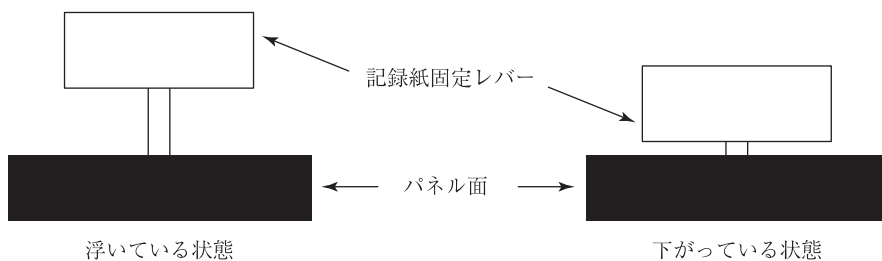 記録紙固定レバー
パネル面
浮いている状態
下がっている状態